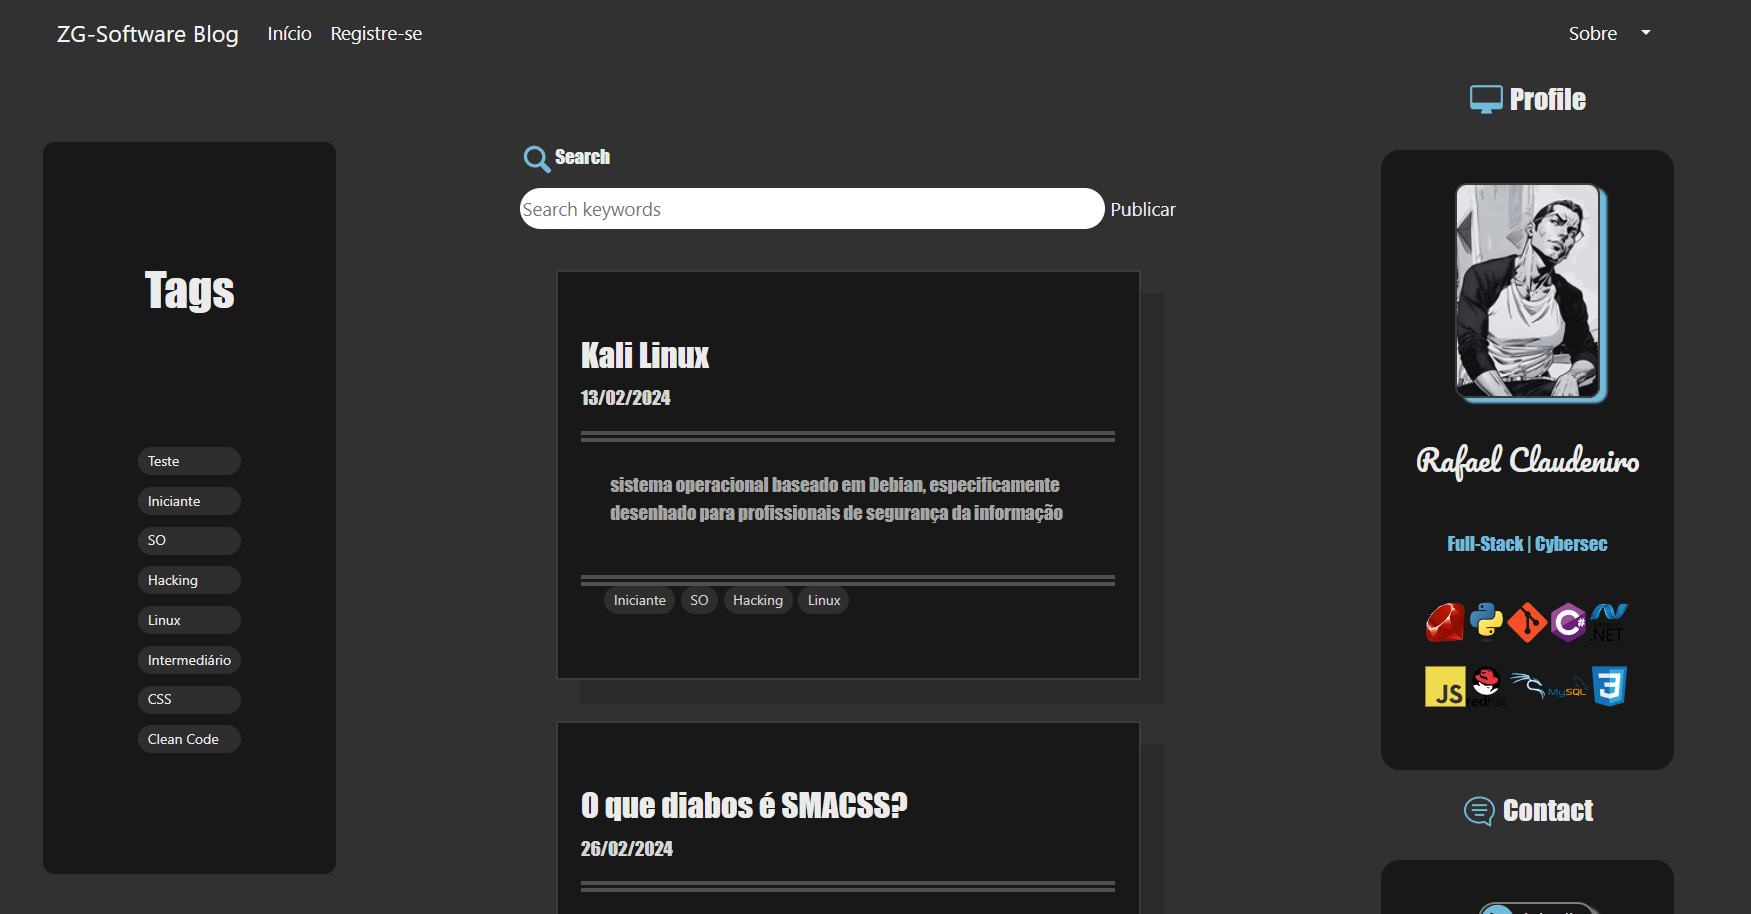 ZG-Software Blog
Início
Registre-se
Sobre
Tags
Teste
Iniciante
SO
Hacking
Linux
Intermediário
CSS
Clean Code
Search
Search keywords
Publicar
Kali Linux
13/02/2024
sistema operacional baseado em Debian, especificamente
desenhado para profissionais de segurança da informação
Iniciante
SO
Hacking
Linux
O que diabos é SMACSS?
26/02/2024
Profile
Rafael Claudeniro
Full-Stack | Cybersec
C#
.NET
JS
redhat
MySQL
3
Contact